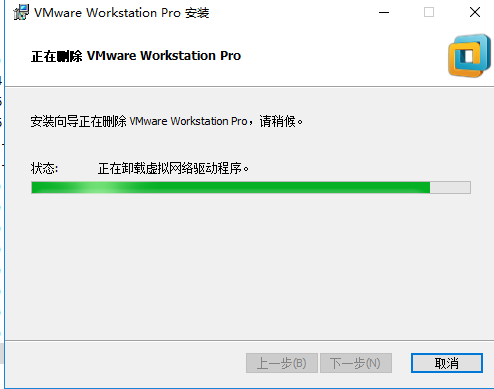 VMware Workstation Pro 安装
正在删除 VMware Workstation Pro
安装向导正在删除 VMware Workstation Pro，请稍候。
状态: 正在卸载虚拟网络驱动程序。
上一步(B) 下一步(N) 取消